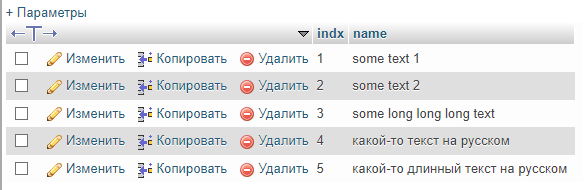 + Параметры
indx name
Изменить Копировать Удалить 1 some text 1
Изменить Копировать Удалить 2 some text 2
Изменить Копировать Удалить 3 some long long long text
Изменить Копировать Удалить 4 какой-то текст на русском
Изменить Копировать Удалить 5 какой-то длинный текст на русском